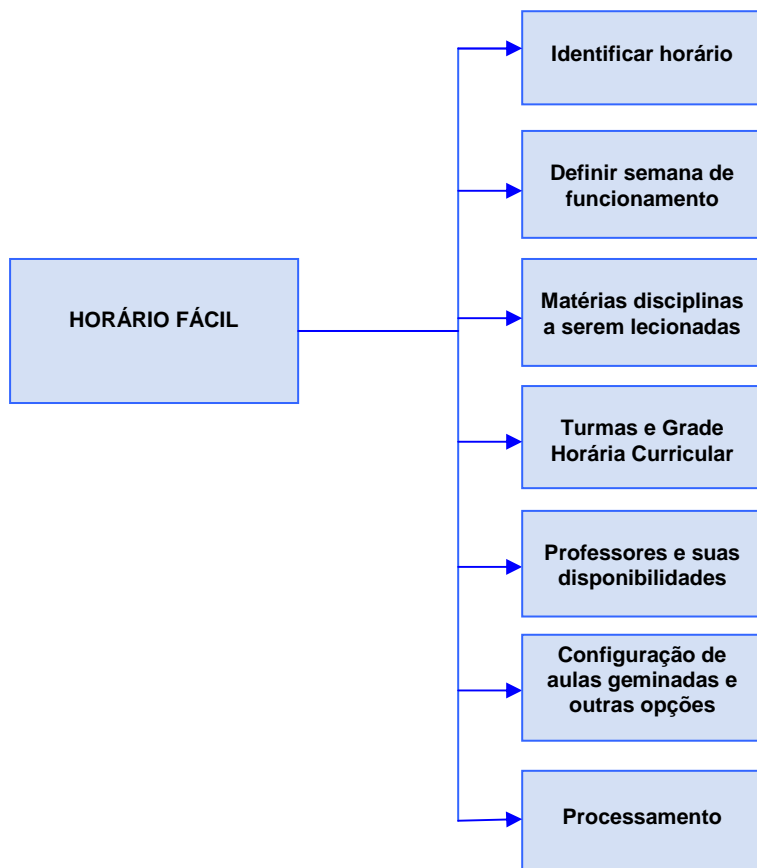 HORÁRIO FÁCIL
Identificar horário
Definir semana de
funcionamento
Matérias disciplinas
a serem lecionadas
Turmas e Grade
Horária Curricular
Professores e suas
disponibilidades
Configuração de
aulas geminadas e
outras opções
Processamento